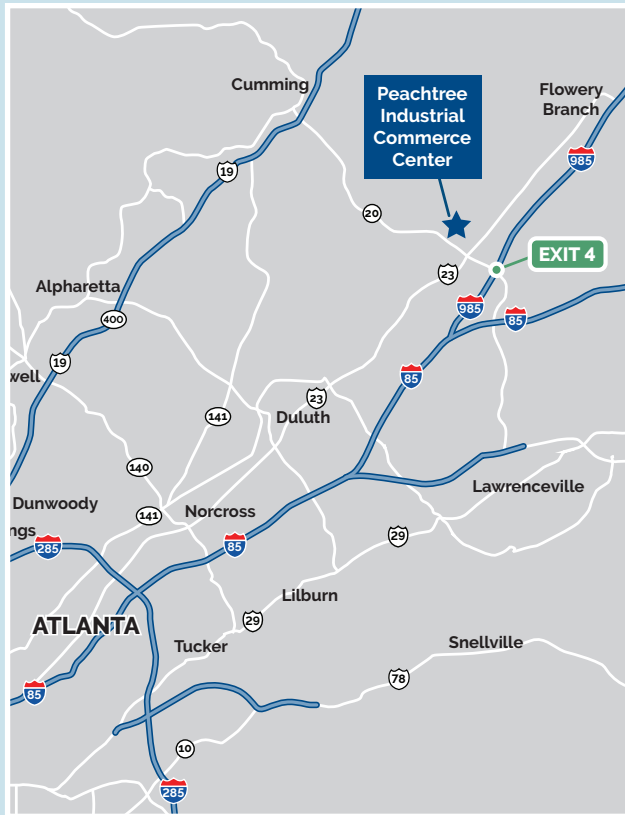 Cumming
Peachtree
Industrial
Commerce
Center
Flowery
Branch
985
19
20
EXIT 4
23
Alpharetta
985
85
400
19
well
85
23
Duluth
141
140
Lawrenceville
Dunwoody
141
Norcross
ngs
285
85
29
Lilburn
ATLANTA
29
Tucker
Snellville
78
85
10
285